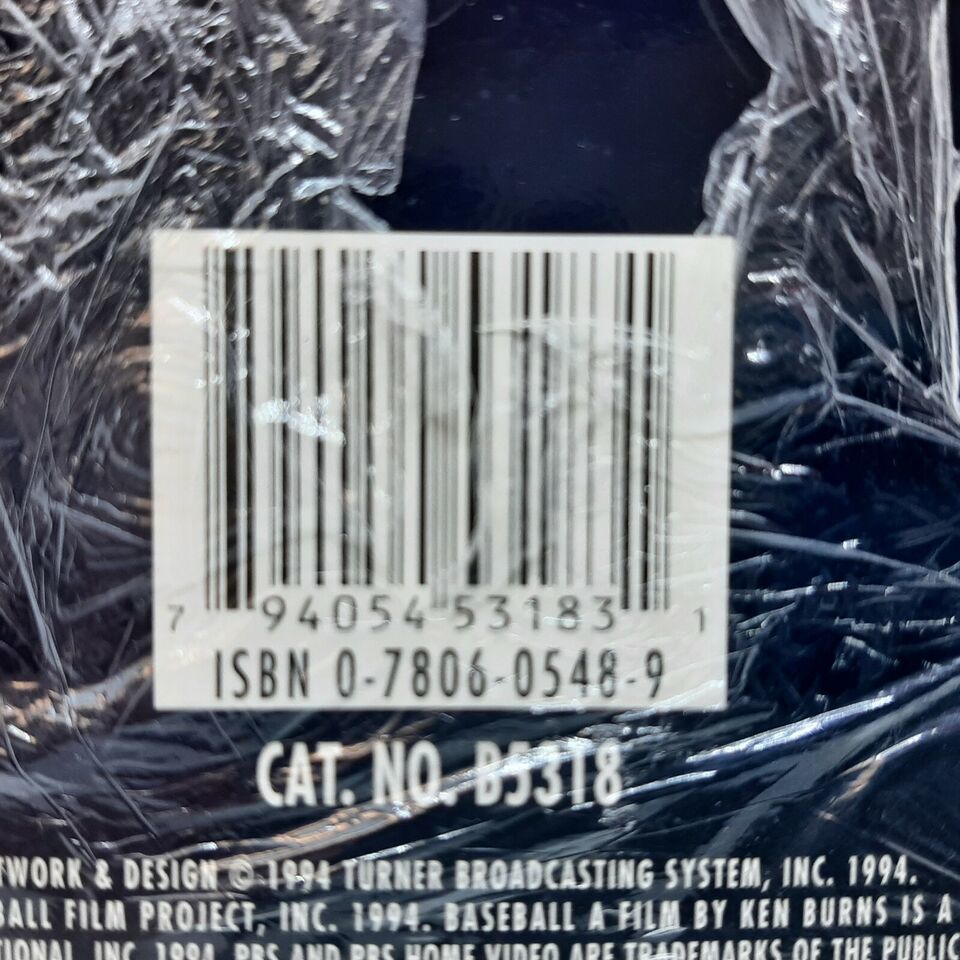 7 94054 53183 1
ISBN 0-7806-0548-9
CAT. NO. B5318
TWORK & DESIGN © 1994 TURNER BROADCASTING SYSTEM, INC. 1994.
BALL FILM PROJECT, INC. 1994. BASEBALL A FILM BY KEN BURNS IS A
TIONAL, INC. 1994. PBS AND PBS HOME VIDEO ARE TRADEMARKS OF THE PUBLIC